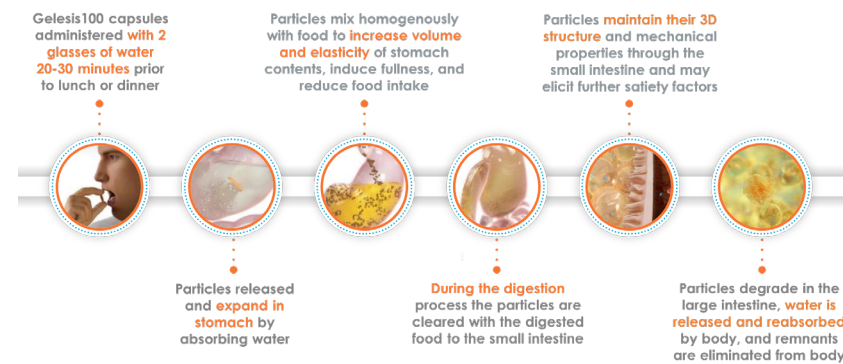 Gelesis100 capsules
administered with 2
glasses of water
20-30 minutes prior
to lunch or dinner
Particles released
and expand in
stomach by
absorbing water
Particles mix homogenously
with food to increase volume
and elasticity of stomach
contents, induce fullness, and
reduce food intake
During the digestion
process the particles are
cleared with the digested
food to the small intestine
Particles maintain their 3D
structure and mechanical
properties through the
small intestine and may
elicit further satiety factors
Particles degrade in the
large intestine, water is
released and reabsorbed
by body, and remnants
are eliminated from body